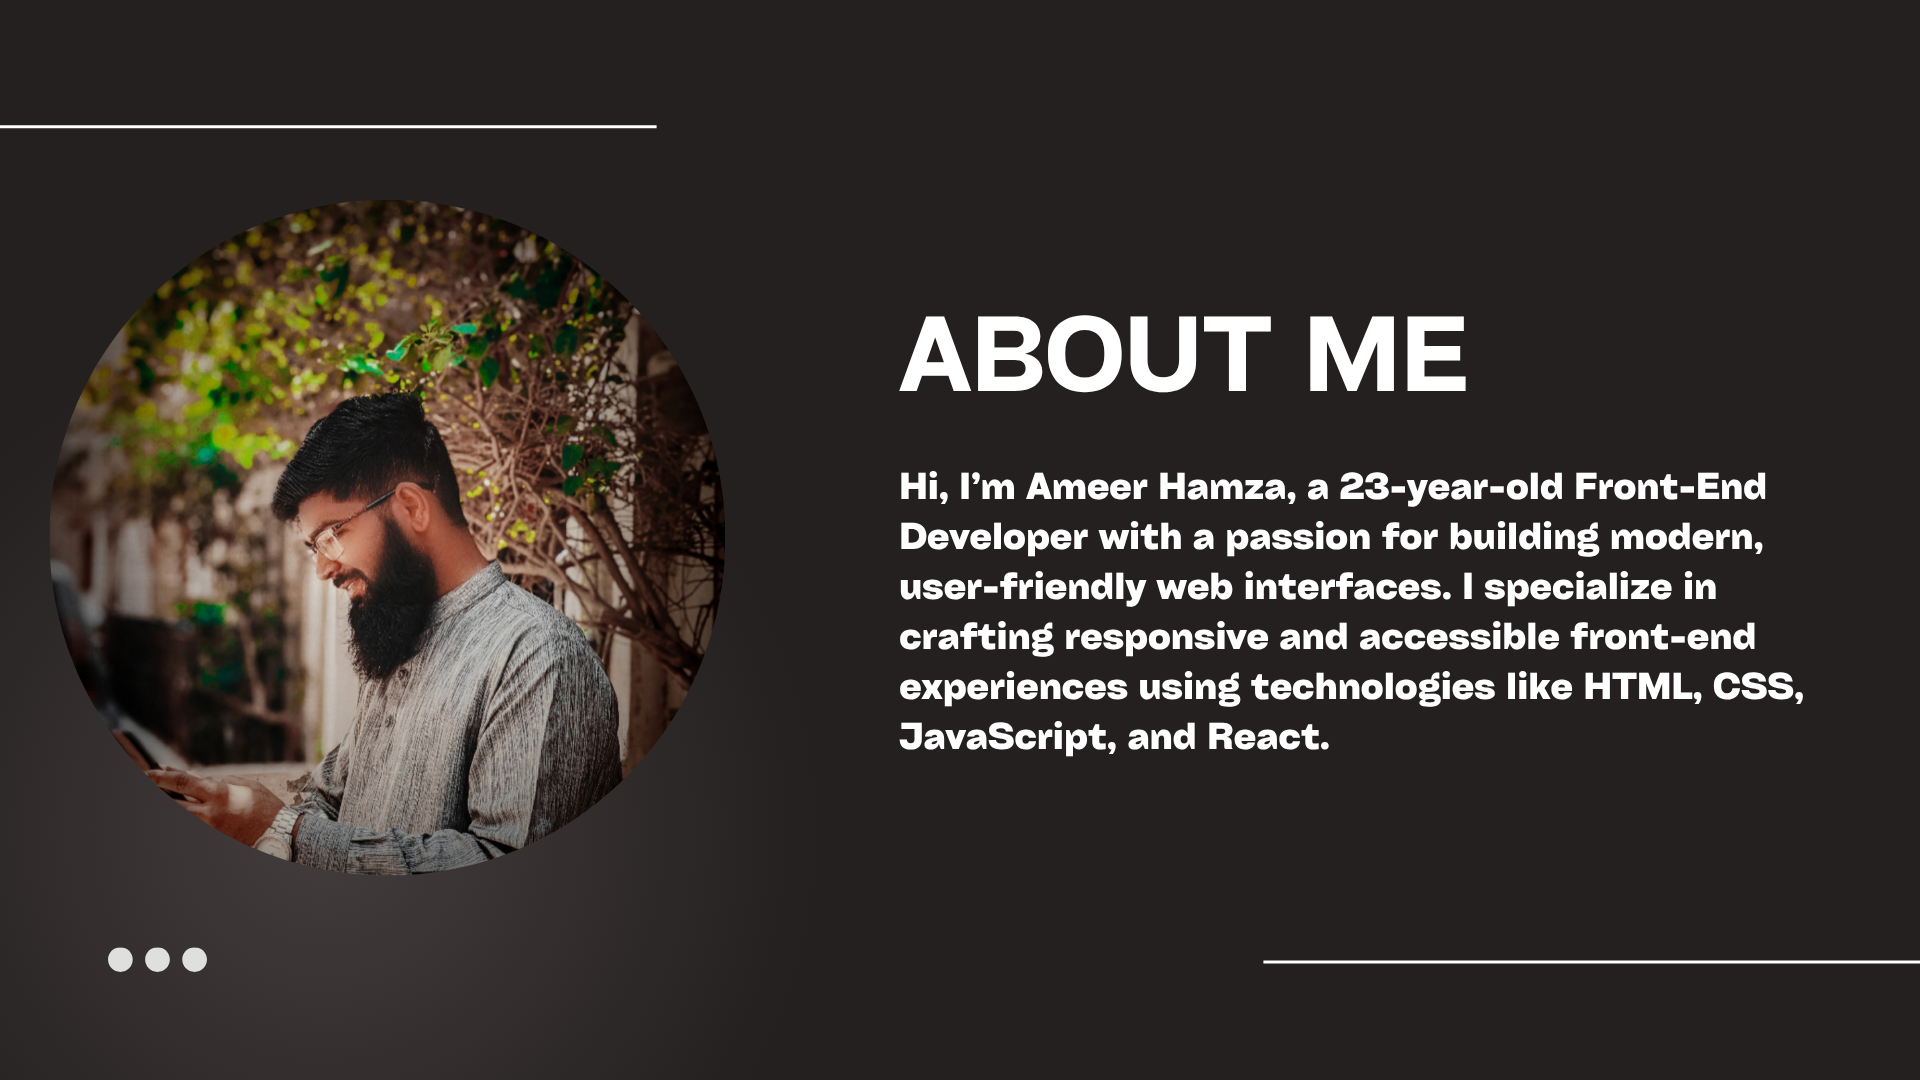 ABOUT ME
Hi, I’m Ameer Hamza, a 23-year-old Front-End
Developer with a passion for building modern,
user-friendly web interfaces. I specialize in
crafting responsive and accessible front-end
experiences using technologies like HTML, CSS,
JavaScript, and React.